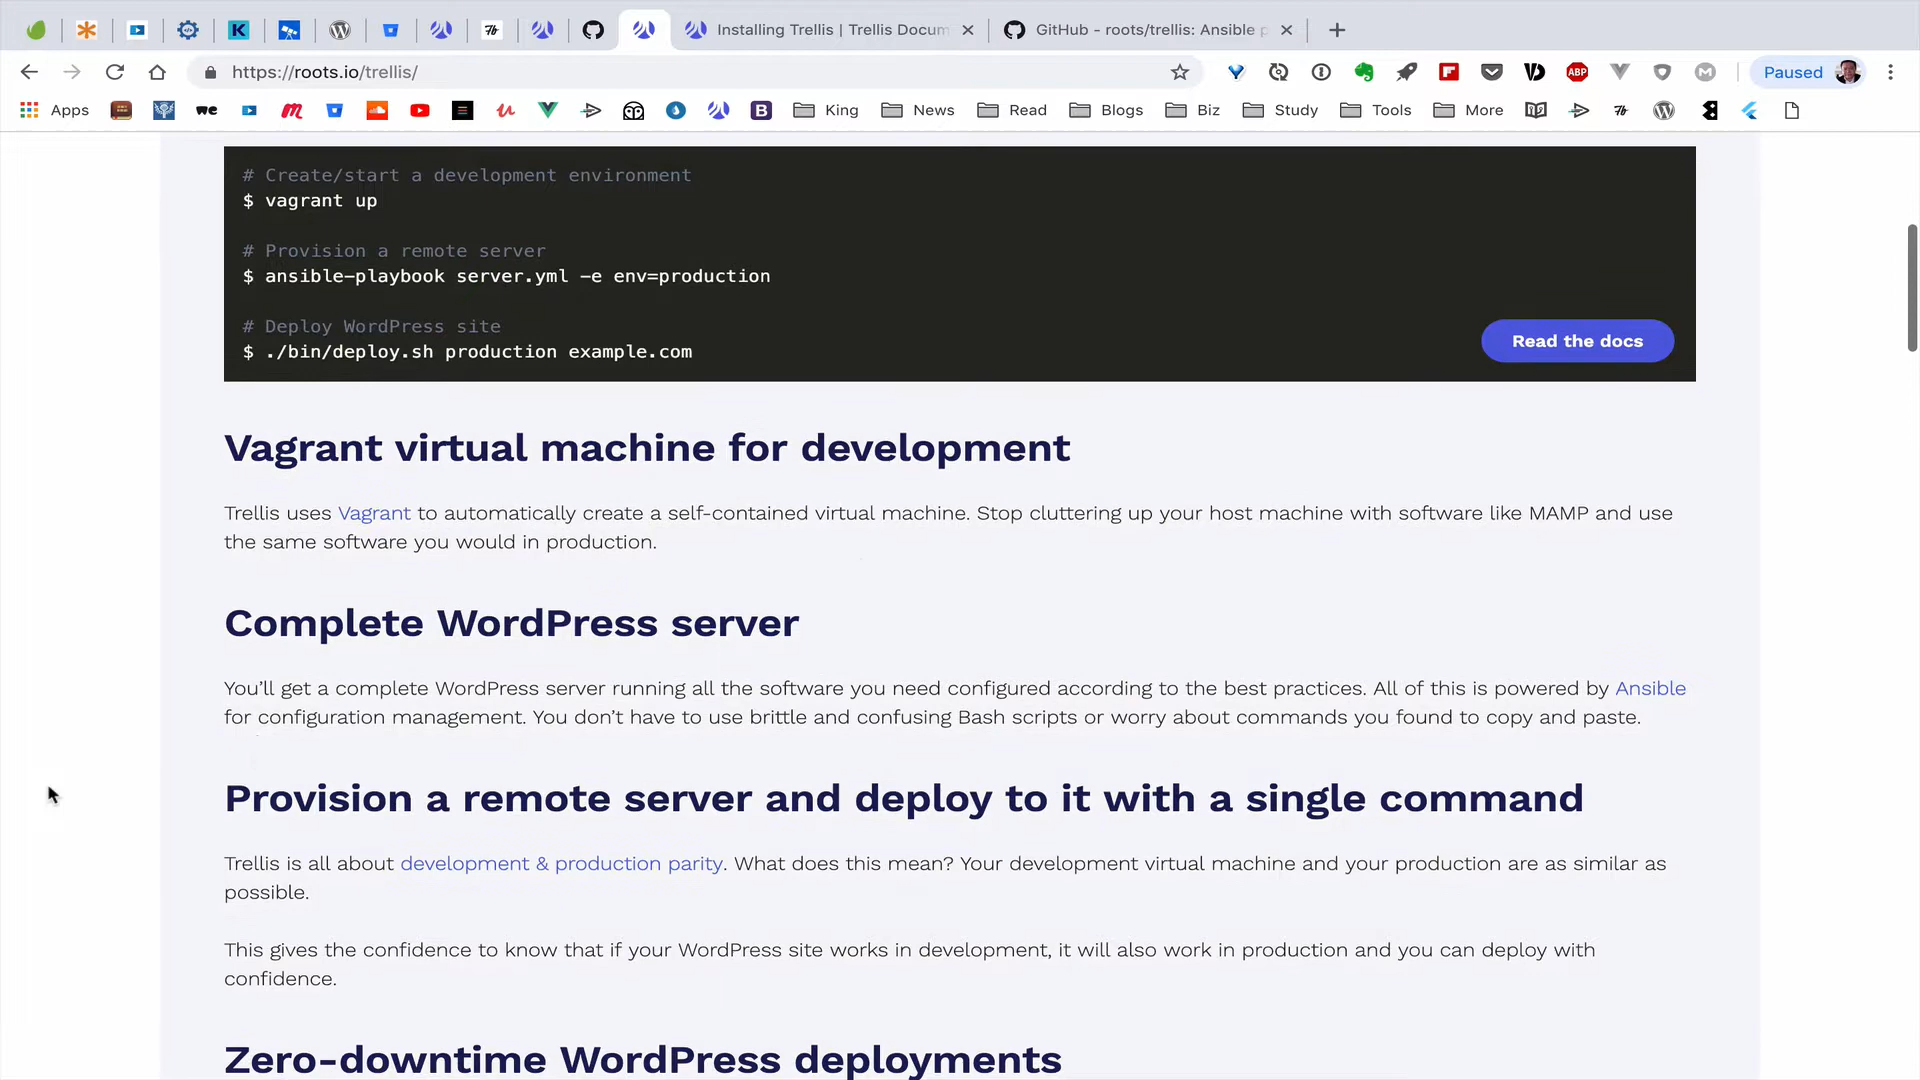 Installing Trellis | Trellis Docum
GitHub - roots/trellis: Ansible p
https://roots.io/trellis/
ABP
Paused
Apps
we
King
News
Read
Blogs
Biz
Study
Tools
More
# Create/start a development environment
$ vagrant up
# Provision a remote server
$ ansible-playbook server.yml -e env=production
# Deploy WordPress site
$ ./bin/deploy.sh production example.com
Read the docs
Vagrant virtual machine for development
Trellis uses Vagrant to automatically create a self-contained virtual machine. Stop cluttering up your host machine with software like MAMP and use
the same software you would in production.
Complete WordPress server
You’ll get a complete WordPress server running all the software you need configured according to the best practices. All of this is powered by Ansible
for configuration management. You don’t have to use brittle and confusing Bash scripts or worry about commands you found to copy and paste.
Provision a remote server and deploy to it with a single command
Trellis is all about development & production parity. What does this mean? Your development virtual machine and your production are as similar as
possible.
This gives the confidence to know that if your WordPress site works in development, it will also work in production and you can deploy with
confidence.
Zero-downtime WordPress deployments